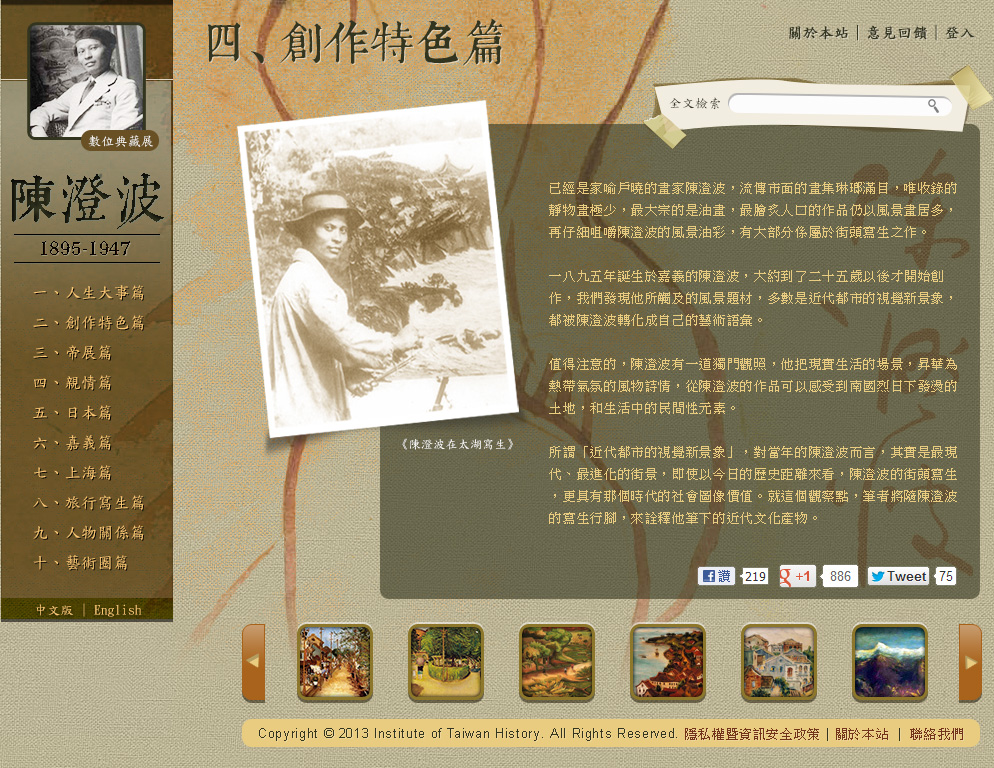 四、創作特色篇
關於本站 | 意見回饋 | 登入
全文檢索
數位典藏展
陳澄波
1895-1947
一、人生大事篇
二、創作特色篇
三、帝展篇
四、親情篇
五、日本篇
六、嘉義篇
七、上海篇
八、旅行寫生篇
九、人物關係篇
十、藝術團篇
中文版 | English
《陳澄波在太湖寫生》
已經是家喻戶曉的畫家陳澄波，流傳市面的畫集琳瑯滿目，唯收錄的
靜物畫極少，最大宗的是油畫，最膾炙人口的作品仍以風景畫居多，
再仔細咀嚼陳澄波的風景油彩，有大部分係屬於街頭寫生之作。
一八九五年誕生於嘉義的陳澄波，大約到了二十五歲以後才開始創
作，我們發現他所觸及的風景題材，多數是近代都市的視覺新景象，
都被陳澄波轉化成自己的藝術語彙。
值得注意的，陳澄波有一道獨門觀照，他把現實生活的場景，昇華為
熱帶氣氛的風物詩情，從陳澄波的作品可以感受到南國烈日下發燙的
土地，和生活中的民間性元素。
所謂「近代都市的視覺新景象」，對當年的陳澄波而言，其實是最現
代、最進化的街景，即使以今日的歷史距離來看，陳澄波的街頭寫生
，更具有那個時代的社會圖像價值。就這個觀察點，筆者將隨陳澄波
的寫生行腳，來詮釋他筆下的近代文化產物。
讚 219 +1 886 Tweet 75
Copyright © 2013 Institute of Taiwan History. All Rights Reserved. 隱私權暨資訊安全政策 | 關於本站 | 聯絡我們